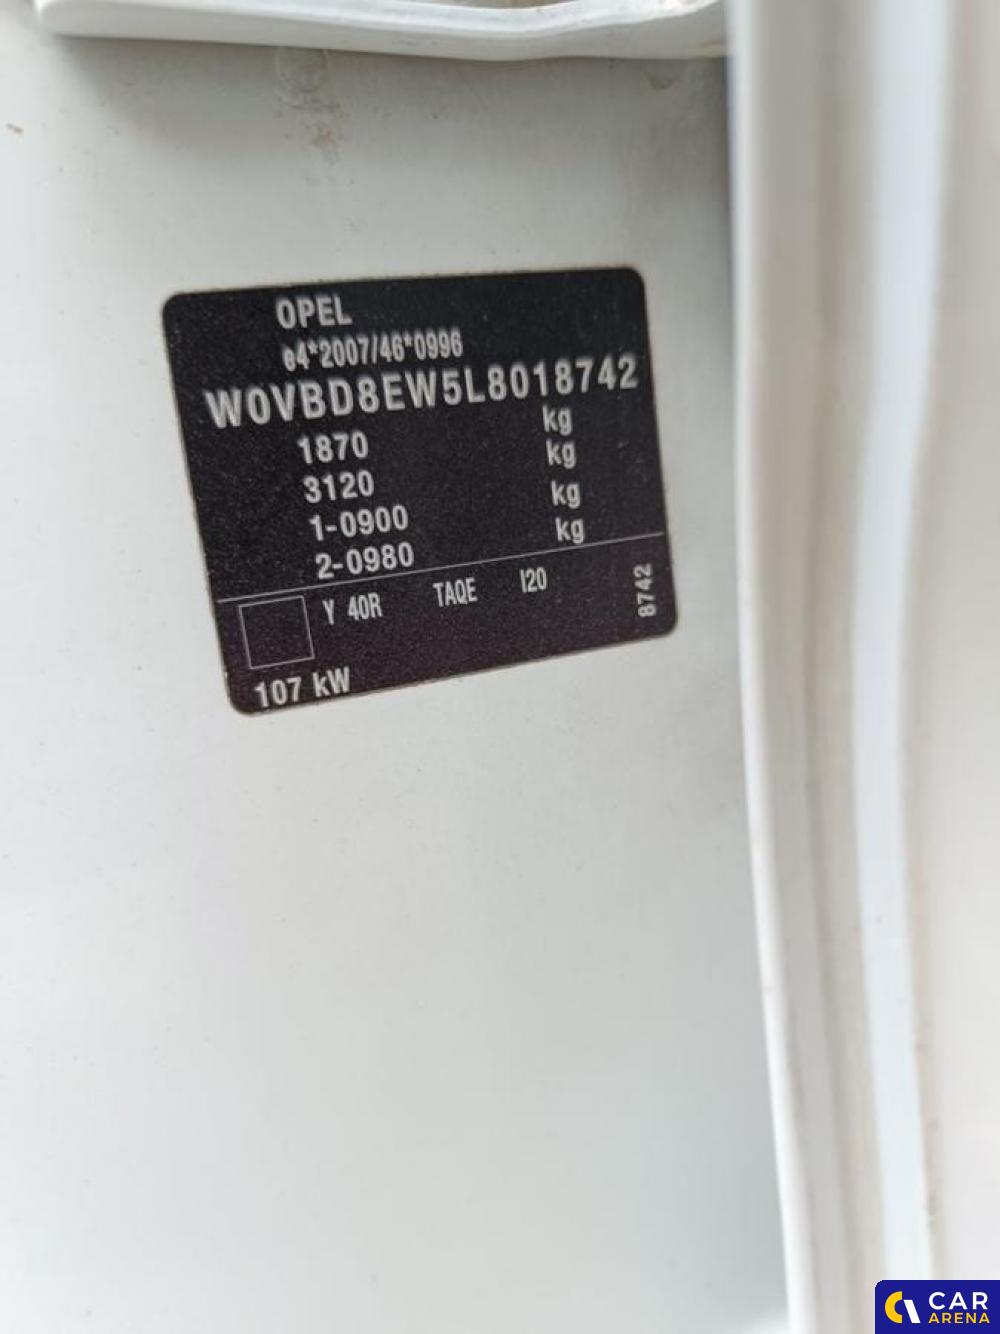 OPEL
e4*2007/46*0996
W0VBD8EW5L8018742
1870 kg
3120 kg
1-0900 kg
2-0980 kg
Y 40R TAQE I20
8742
107 kW
CAR
ARENA